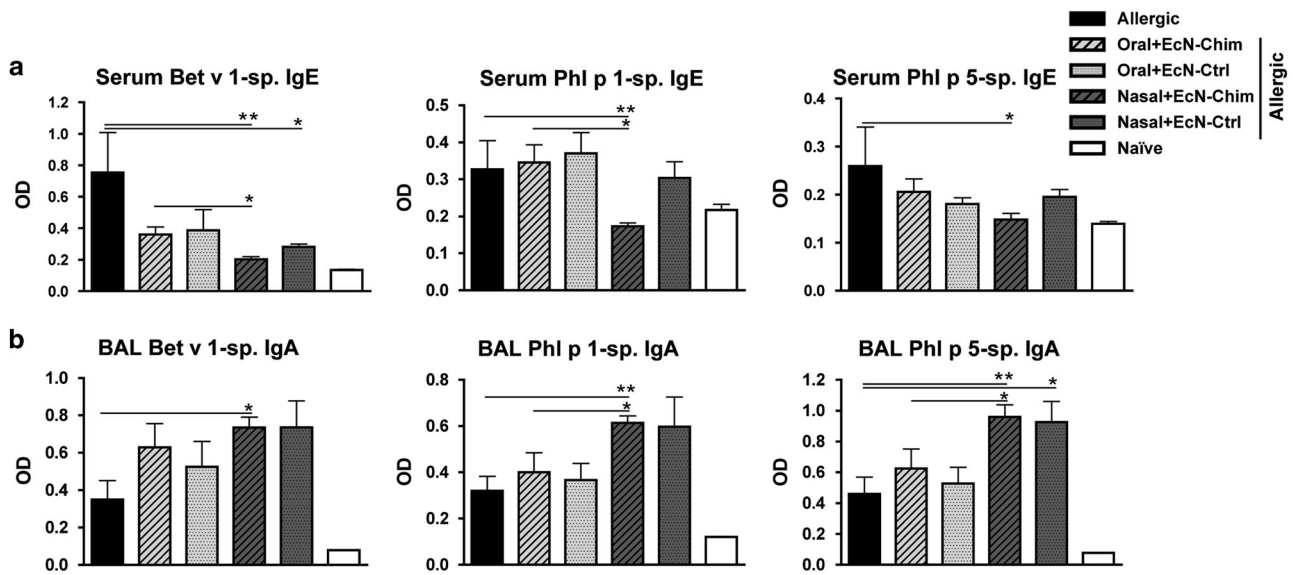 Allergic
Oral+EcN-Chim
Oral+EcN-Ctrl
Nasal+EcN-Chim
Nasal+EcN-Ctrl
Naïve
Allergic
a
Serum Bet v 1-sp. IgE
OD
1.2
1.0
0.8
0.6
0.4
0.2
0.0
**
*
*
Serum Phl p 1-sp. IgE
OD
0.5
0.4
0.3
0.2
0.1
0.0
**
*
Serum Phl p 5-sp. IgE
OD
0.4
0.3
0.2
0.1
0.0
*
b
BAL Bet v 1-sp. IgA
OD
1.0
0.8
0.6
0.4
0.2
0.0
*
BAL Phl p 1-sp. IgA
OD
0.8
0.6
0.4
0.2
0.0
**
*
BAL Phl p 5-sp. IgA
OD
1.2
1.0
0.8
0.6
0.4
0.2
0.0
**
*
*